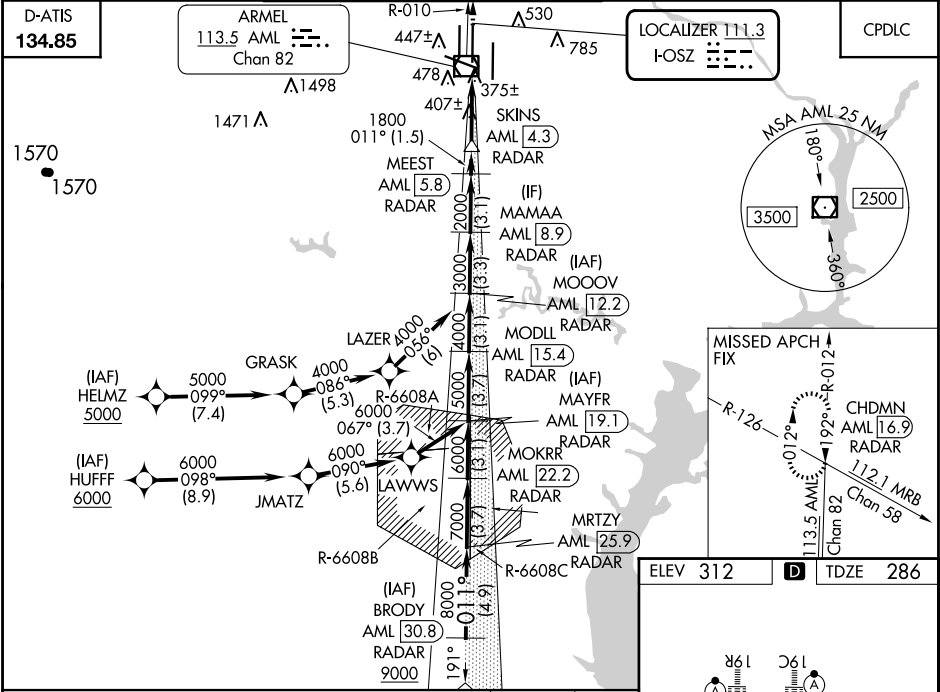 D-ATIS
134.85
ARMEL
113.5 AML
Chan 82
R-010
530
447±
785
478
375±
407±
LOCALIZER 111.3
I-OSZ
CPDLC
1498
1471
1570
1570
1800
011° (1.5)
SKINS
AML 4.3
RADAR
MEEST
AML 5.8
RADAR
(IF)
MAMAA
AML 8.9
RADAR
(IAF)
MOOOV
AML 12.2
RADAR
MODLL
AML 15.4
RADAR
(IAF)
MAYFR
AML 19.1
RADAR
MOKRR
AML 22.2
RADAR
MRTZY
AML 25.9
RADAR
(IAF)
BRODY
AML 30.8
RADAR
9000
2000
(3.1)
3000
(3.3)
4000
(3.1)
5000
(3.7)
6000
(3.1)
7000
(3.7)
8000
011°
(4.9)
191°
(IAF)
HELMZ
5000
5000
099°
(7.4)
GRASK
4000
086°
(5.3)
LAZER
4000
056°
(6)
(IAF)
HUFFF
6000
6000
098°
(8.9)
JMATZ
6000
090°
(5.6)
LAWWS
6000
067° (3.7)
R-6608A
R-6608B
R-6608C
MSA AML 25 NM
180°
3500
2500
360°
MISSED APCH
FIX
R-012
R-126
012°
192°
CHDMN
AML 16.9
RADAR
112.1 MRB
Chan 58
113.5 AML
Chan 82
ELEV 312
D
TDZE 286
19R
19C
A
A